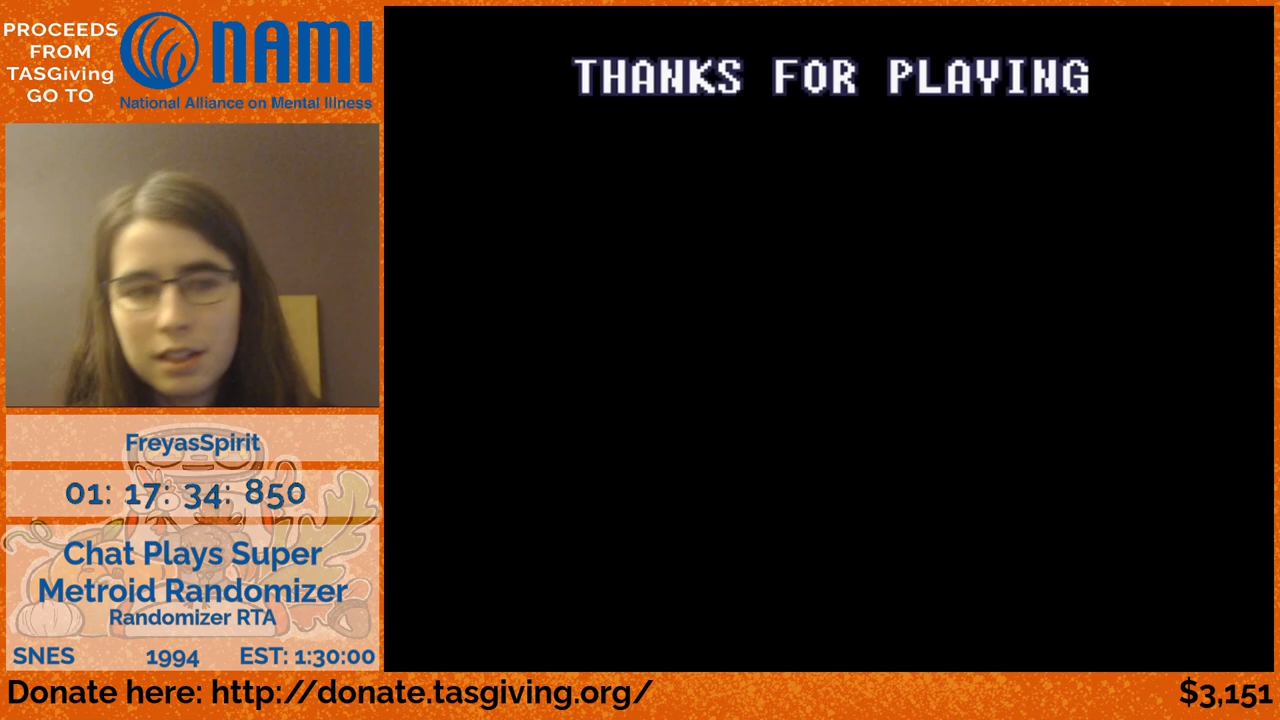 PROCEEDS
FROM
TASGiving
GO TO
NAMI
National Alliance on Mental Illness
THANKS FOR PLAYING
FreyasSpirit
01: 17: 34: 850
Chat Plays Super
Metroid Randomizer
Randomizer RTA
SNES 1994 EST: 1:30:00
Donate here: http://donate.tasgiving.org/ $3,151